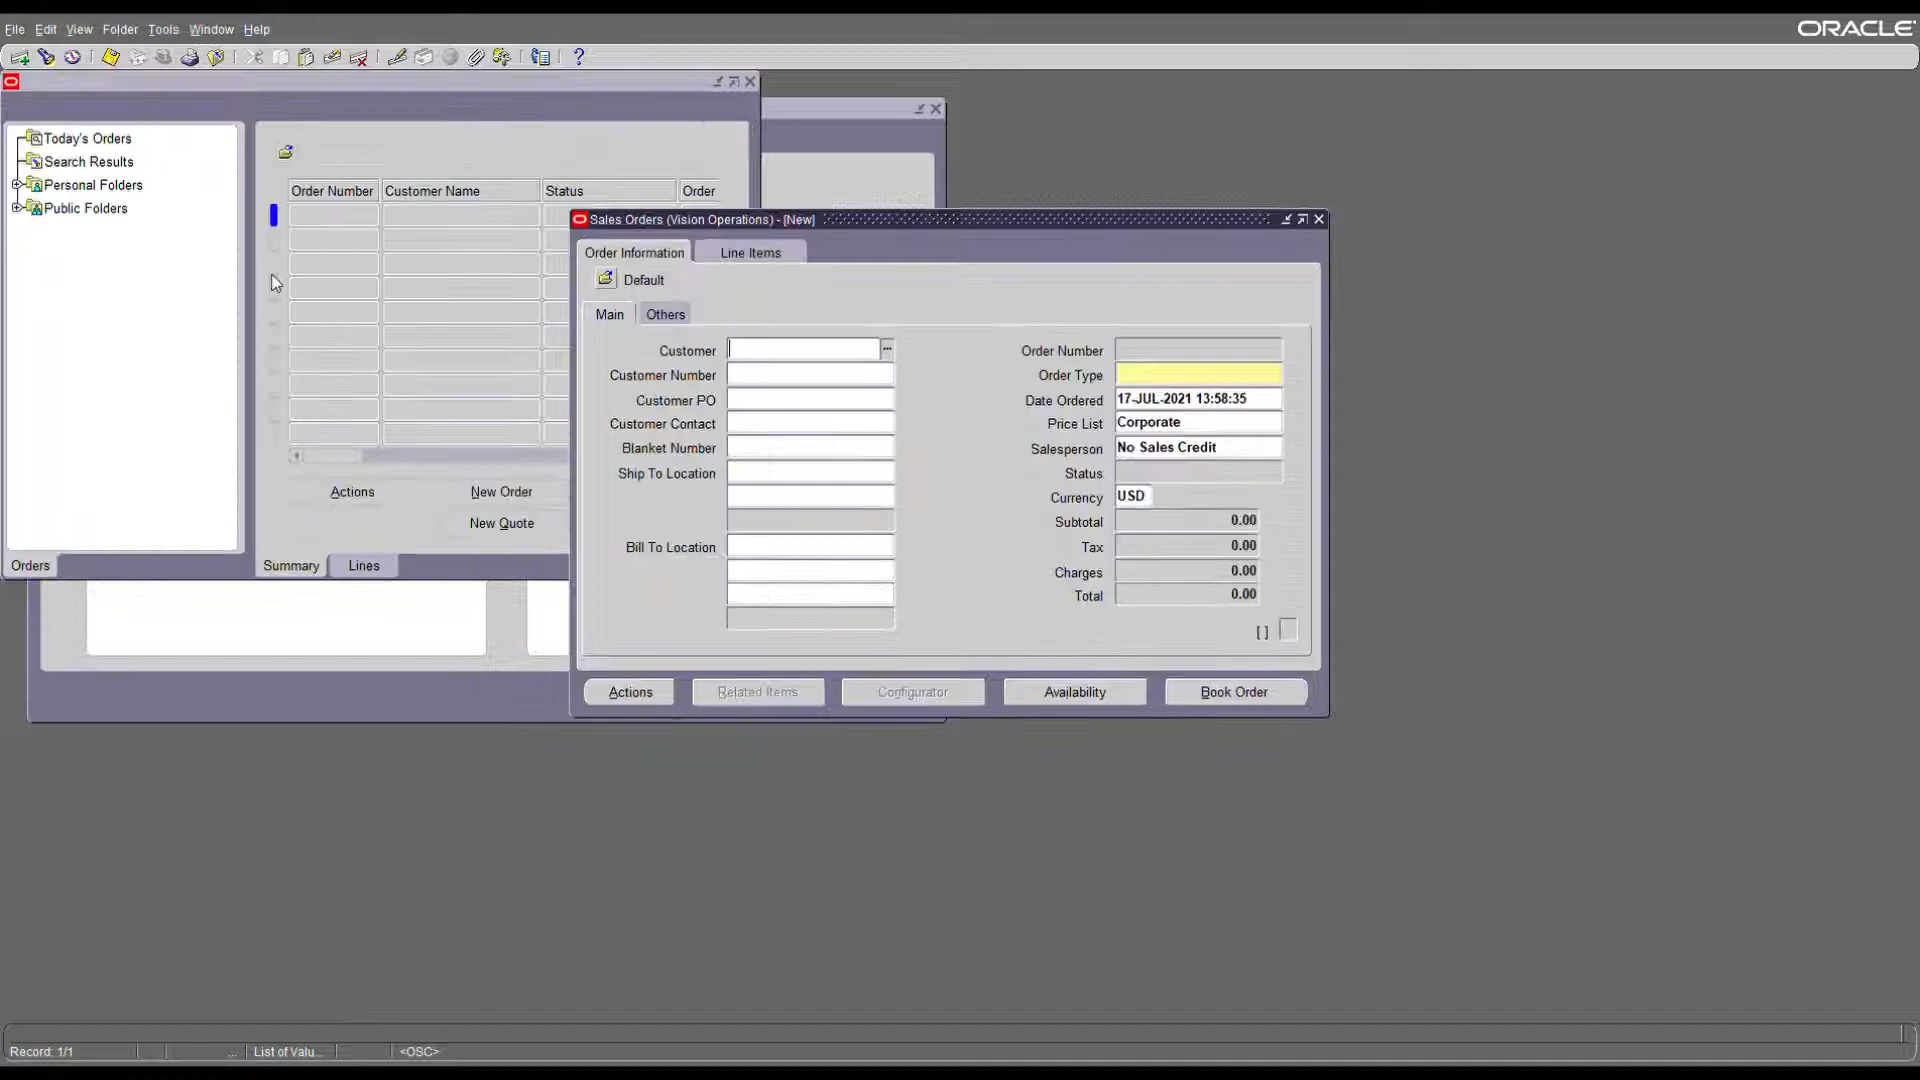 File Edit View Folder Tools Window Help
ORACLE
Today's Orders
Search Results
Personal Folders
Public Folders
Orders
Order Number Customer Name Status Order
Actions New Order
New Quote
Summary Lines
Sales Orders (Vision Operations) - [New]
Order Information Line Items
Default
Main Others
Customer
Customer Number
Customer PO
Customer Contact
Blanket Number
Ship To Location
Bill To Location
Order Number
Order Type
Date Ordered 17-JUL-2021 13:58:35
Price List Corporate
Salesperson No Sales Credit
Status
Currency USD
Subtotal 0.00
Tax 0.00
Charges 0.00
Total 0.00
[ ]
Actions Related Items Configurator Availability Book Order
Record: 1/1 ... List of Valu... <OSC>